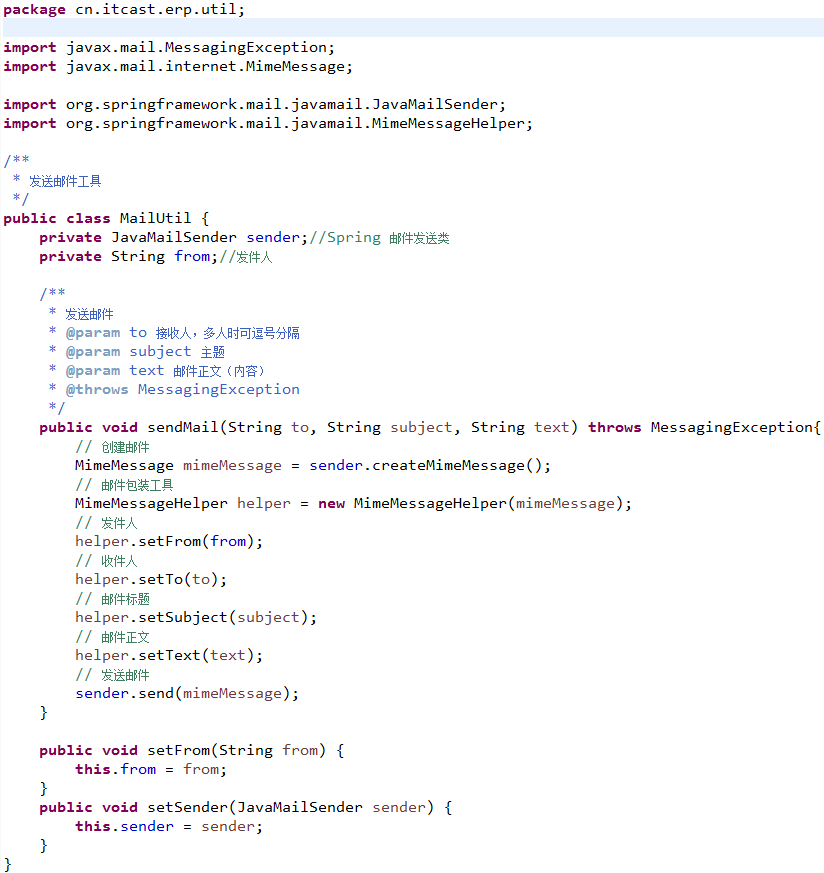 package cn.itcast.erp.util;
import javax.mail.MessagingException;
import javax.mail.internet.MimeMessage;
import org.springframework.mail.javamail.JavaMailSender;
import org.springframework.mail.javamail.MimeMessageHelper;
/**
 * 发送邮件工具
 */
public class MailUtil {
    private JavaMailSender sender;//Spring 邮件发送类
    private String from;//发件人
    /**
     * 发送邮件
     * @param to 接收人，多人时可逗号分隔
     * @param subject 主题
     * @param text 邮件正文（内容）
     * @throws MessagingException
     */
    public void sendMail(String to, String subject, String text) throws MessagingException{
        // 创建邮件
        MimeMessage mimeMessage = sender.createMimeMessage();
        // 邮件包装工具
        MimeMessageHelper helper = new MimeMessageHelper(mimeMessage);
        // 发件人
        helper.setFrom(from);
        // 收件人
        helper.setTo(to);
        // 邮件标题
        helper.setSubject(subject);
        // 邮件正文
        helper.setText(text);
        // 发送邮件
        sender.send(mimeMessage);
    }
    public void setFrom(String from) {
        this.from = from;
    }
    public void setSender(JavaMailSender sender) {
        this.sender = sender;
    }
}